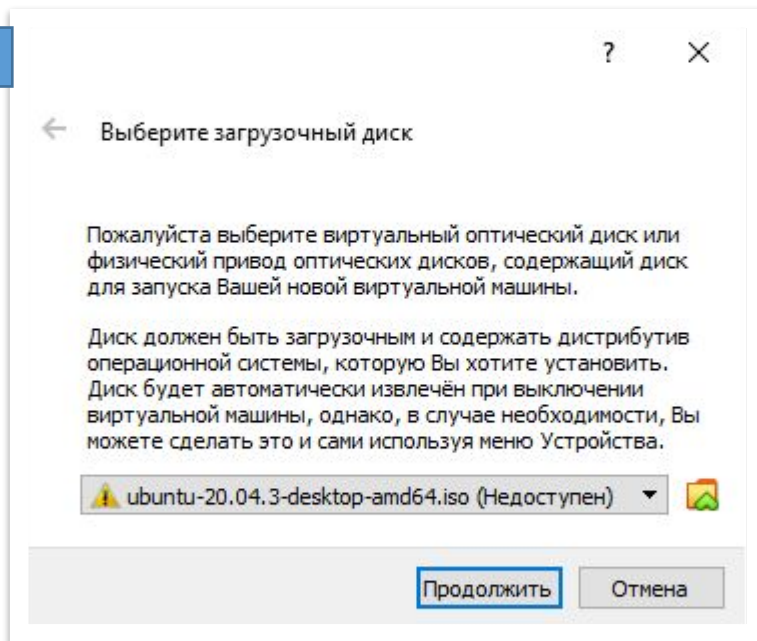 ?
Выберите загрузочный диск
Пожалуйста выберите виртуальный оптический диск или
физический привод оптических дисков, содержащий диск
для запуска Вашей новой виртуальной машины.
Диск должен быть загрузочным и содержать дистрибутив
операционной системы, которую Вы хотите установить.
Диск будет автоматически извлечён при выключении
виртуальной машины, однако, в случае необходимости, Вы
можете сделать это и сами используя меню Устройства.
ubuntu-20.04.3-desktop-amd64.iso (Недоступен)
Продолжить Отмена